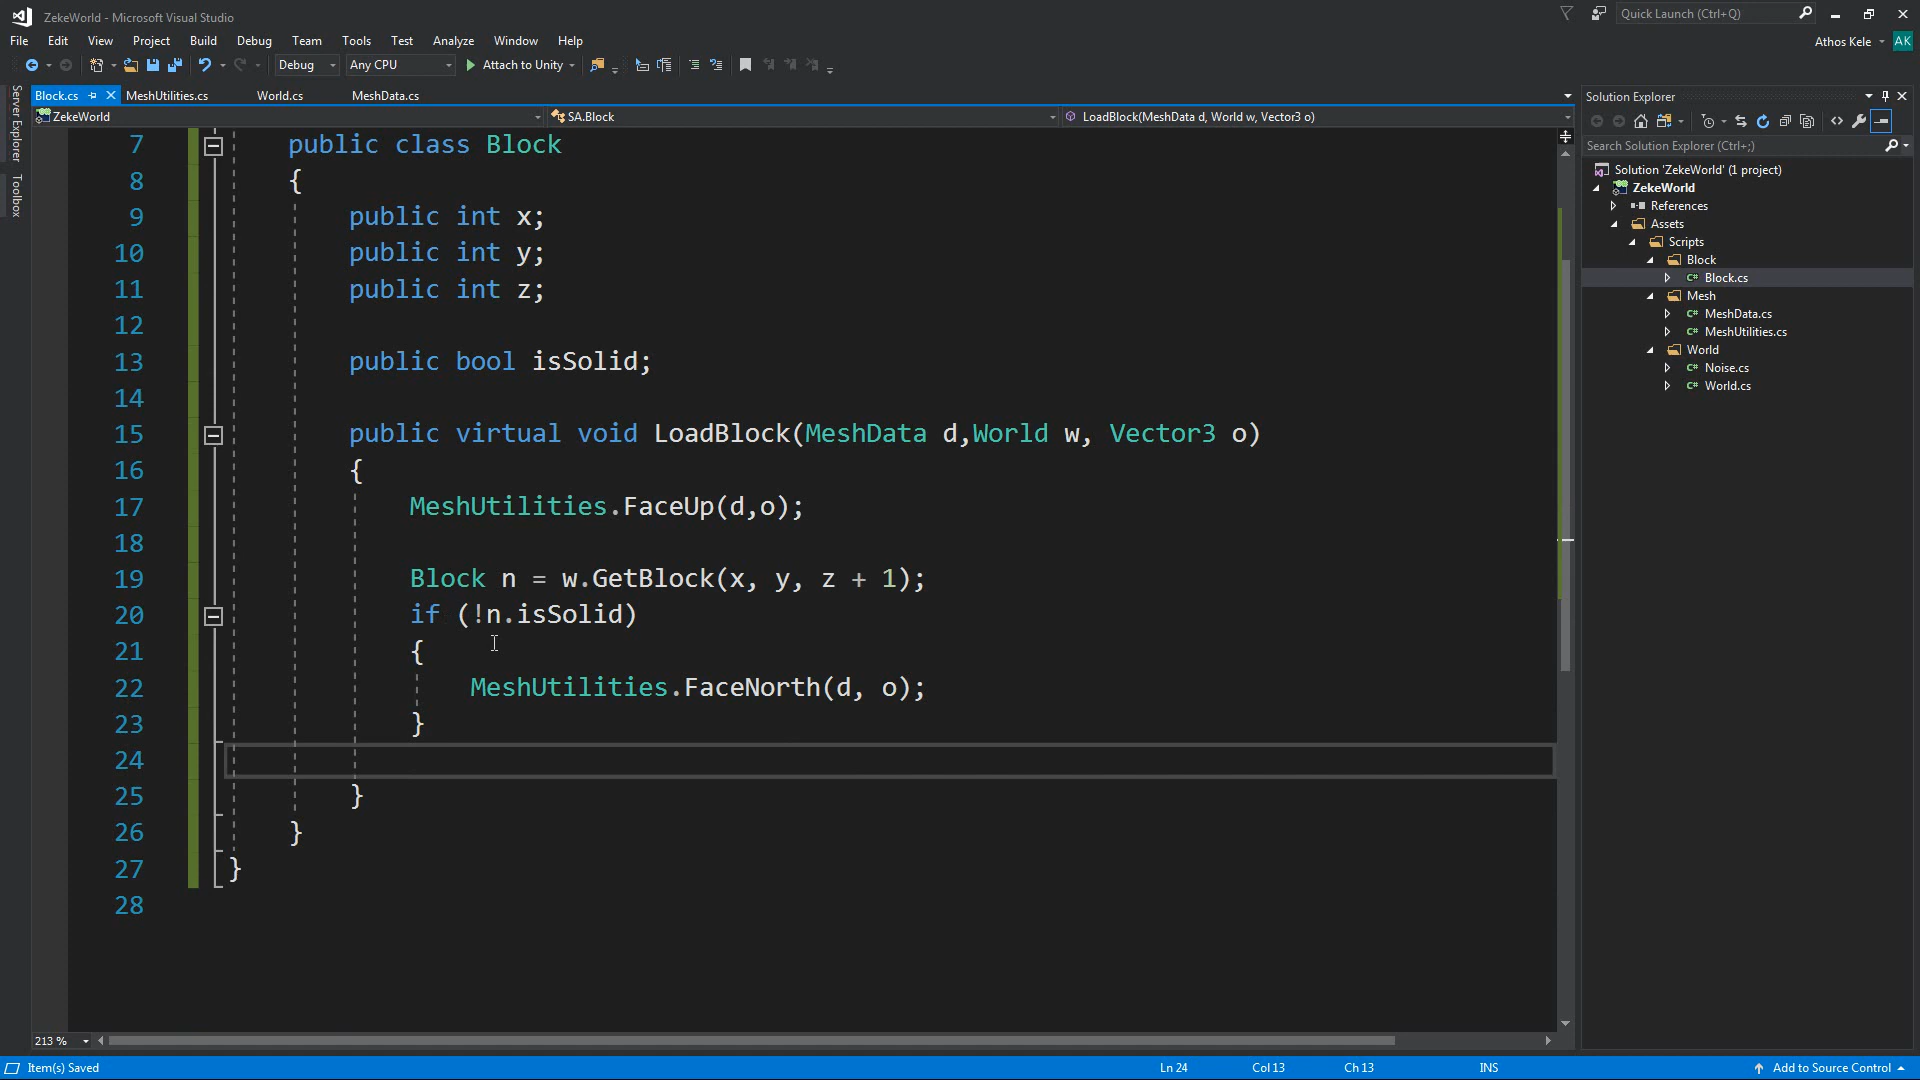 ZekeWorld - Microsoft Visual Studio
Quick Launch (Ctrl+Q)
File Edit View Project Build Debug Team Tools Test Analyze Window Help
Athos Kele AK
Debug Any CPU Attach to Unity
Server Explorer
Toolbox
Block.cs MeshUtilities.cs World.cs MeshData.cs
ZekeWorld SA.Block LoadBlock(MeshData d, World w, Vector3 o)
7 public class Block
8 {
9 public int x;
10 public int y;
11 public int z;
12
13 public bool isSolid;
14
15 public virtual void LoadBlock(MeshData d,World w, Vector3 o)
16 {
17 MeshUtilities.FaceUp(d,o);
18
19 Block n = w.GetBlock(x, y, z + 1);
20 if (!n.isSolid)
21 {
22 MeshUtilities.FaceNorth(d, o);
23 }
24
25 }
26 }
27 }
28
213 %
Solution Explorer
Search Solution Explorer (Ctrl+;)
Solution 'ZekeWorld' (1 project)
ZekeWorld
References
Assets
Scripts
Block
C# Block.cs
Mesh
C# MeshData.cs
C# MeshUtilities.cs
World
C# Noise.cs
C# World.cs
Item(s) Saved Ln 24 Col 13 Ch 13 INS Add to Source Control